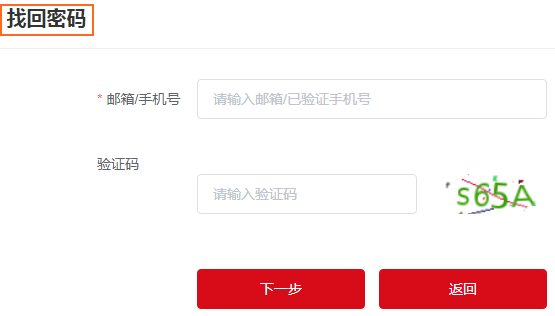 找回密码
* 邮箱/手机号 请输入邮箱/已验证手机号
验证码
请输入验证码 s65A
下一步 返回